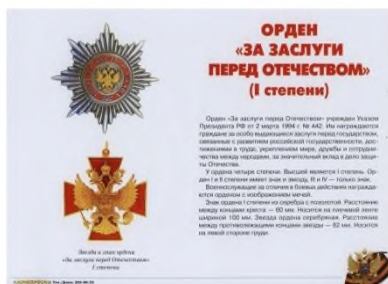 ОРДЕН
«ЗА ЗАСЛУГИ
ПЕРЕД ОТЕЧЕСТВОМ»
(I степени)
Орден «За заслуги перед Отечеством» учрежден Указом
Президента РФ от 2 марта 1994 г. № 442. Им награждаются
граждане за особо выдающиеся заслуги перед государством,
связанные с развитием российской государственности, дос-
тижениями в труде, укреплением мира, дружбы и сотрудни-
чества между народами, за значительный вклад в дело защи-
ты Отечества.
У ордена четыре степени. Высшей является I степень. Ор-
ден I и II степени имеет знак и звезду, III и IV — только знак.
Военнослужащие за отличия в боевых действиях награжда-
ются орденом с изображением мечей.
Знак ордена I степени из серебра с позолотой. Расстояние
между концами креста — 60 мм. Носится на плечевой ленте
шириной 100 мм. Звезда ордена серебряная. Расстояние
между противолежащими концами звезды — 82 мм. Носится
на левой стороне груди.
Звезда и знак ордена
«За заслуги перед Отечеством»
I степени